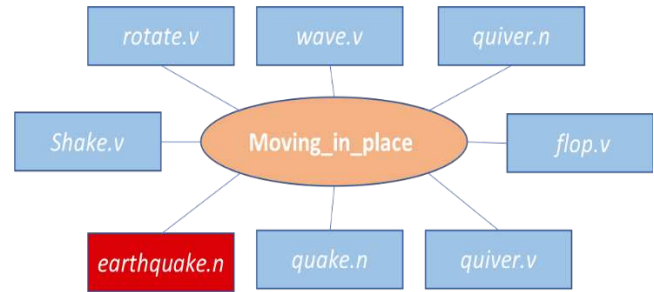 rotate.v
wave.v
quiver.n
Shake.v
Moving_in_place
flop.v
earthquake.n
quake.n
quiver.v